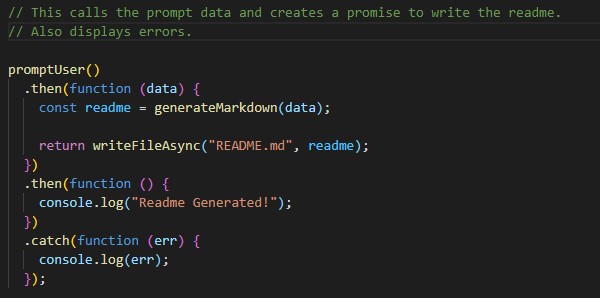 // This calls the prompt data and creates a promise to write the readme.
// Also displays errors.
promptUser()
  .then(function (data) {
    const readme = generateMarkdown(data);
    return writeFileAsync("README.md", readme);
  })
  .then(function () {
    console.log("Readme Generated!");
  })
  .catch(function (err) {
    console.log(err);
  });